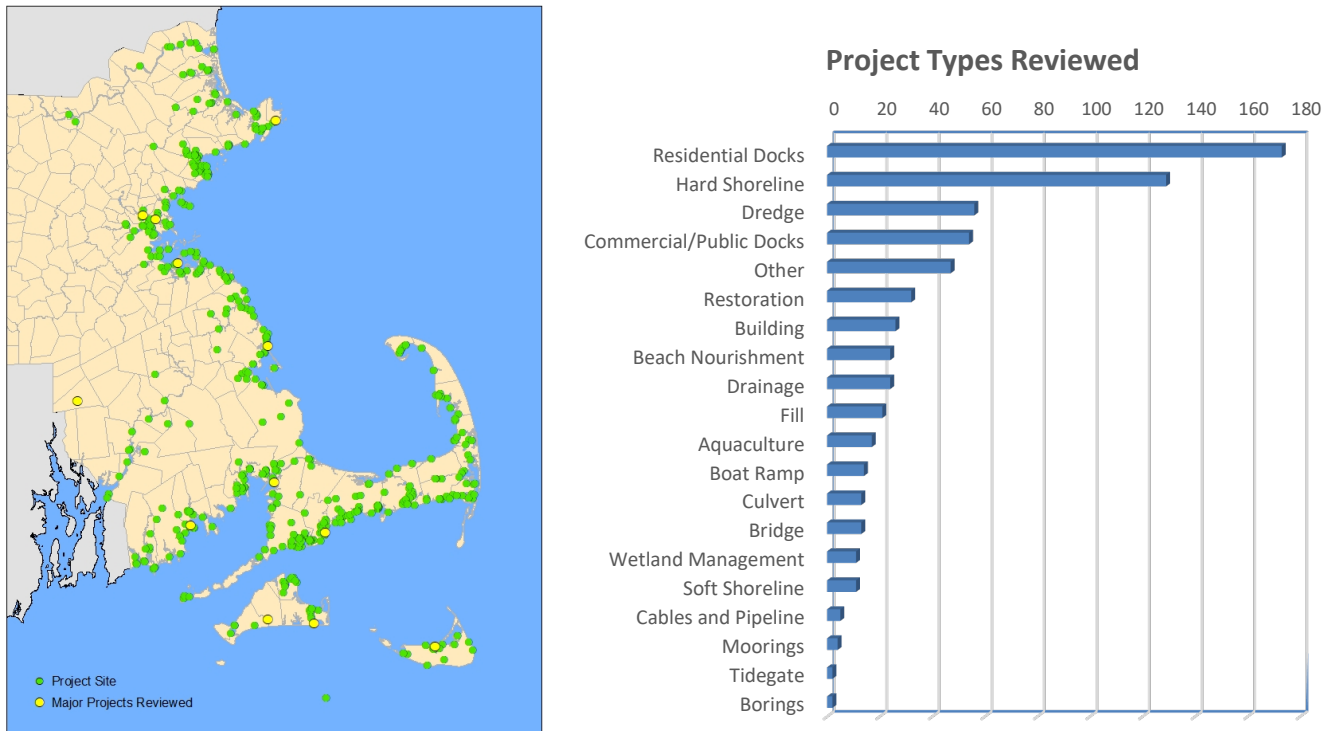 Project Site
Major Projects Reviewed
Project Types Reviewed
0 20 40 60 80 100 120 140 160 180
Residential Docks
Hard Shoreline
Dredge
Commercial/Public Docks
Other
Restoration
Building
Beach Nourishment
Drainage
Fill
Aquaculture
Boat Ramp
Culvert
Bridge
Wetland Management
Soft Shoreline
Cables and Pipeline
Moorings
Tidegate
Borings